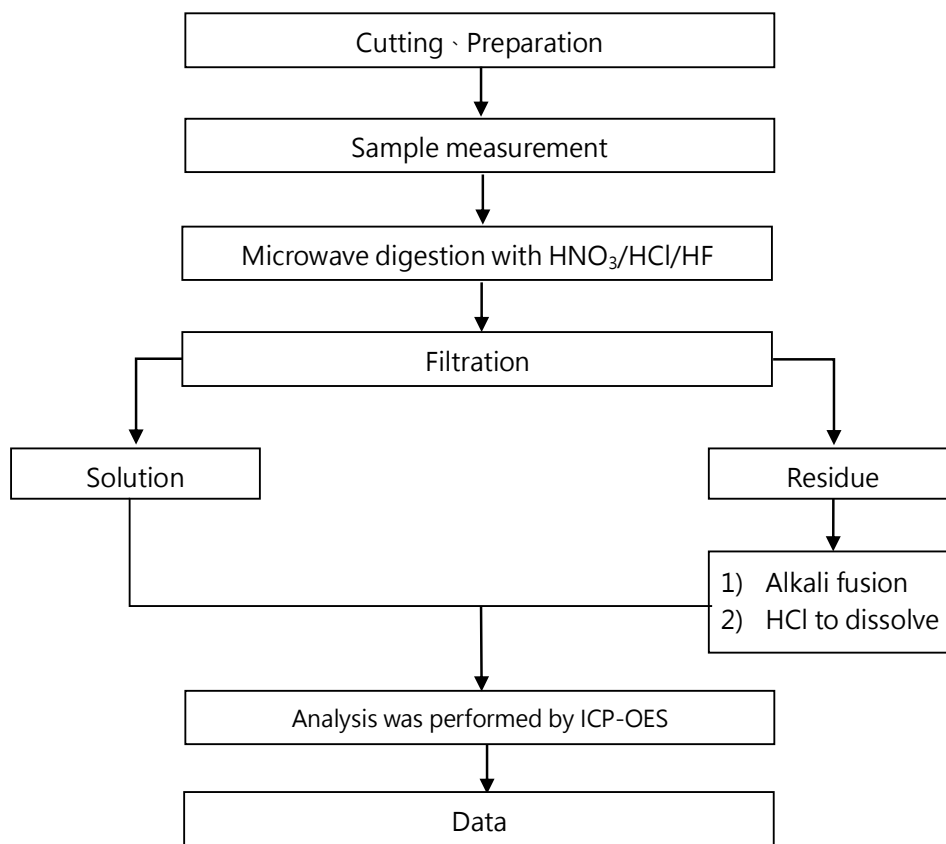 Cutting、Preparation
Sample measurement
Microwave digestion with HNO₃/HCl/HF
Filtration
Solution
Residue
1) Alkali fusion
2) HCl to dissolve
Analysis was performed by ICP-OES
Data